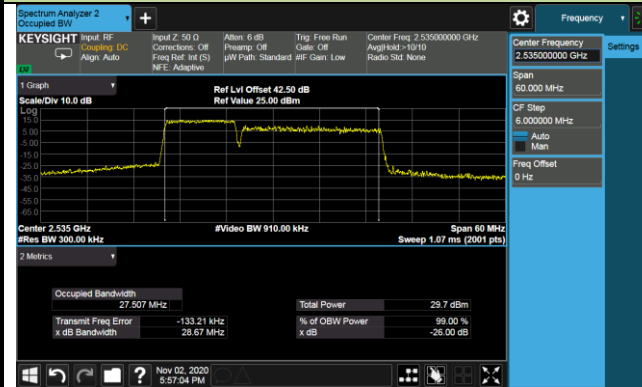 Spectrum Analyzer 2
Occupied BW
+
Frequency
KEYSIGHT
Input: RF
Coupling: DC
Align: Auto
Input Z: 50 Ω
Corrections: Off
Freq Ref: Int (S)
NFE: Adaptive
Atten: 6 dB
Preamp: Off
µW Path: Standard
Trig: Free Run
Gate: Off
#IF Gain: Low
Center Freq: 2.535000000 GHz
Avg|Hold:>10/10
Radio Std: None
Center Frequency
2.535000000 GHz
Settings
Span
60.000 MHz
CF Step
6.000000 MHz
Auto
Man
Freq Offset
0 Hz
1 Graph
Scale/Div 10.0 dB
Ref Lvl Offset 42.50 dB
Ref Value 25.00 dBm
Log
15.0
5.00
-5.00
-15.0
-25.0
-35.0
-45.0
-55.0
-65.0
Center 2.535 GHz
#Res BW 300.00 kHz
#Video BW 910.00 kHz
Span 60 MHz
Sweep 1.07 ms (2001 pts)
2 Metrics
Occupied Bandwidth
27.507 MHz
Total Power 29.7 dBm
Transmit Freq Error -133.21 kHz
% of OBW Power 99.00 %
x dB Bandwidth 28.67 MHz
x dB -26.00 dB
?
Nov 02, 2020
5:57:04 PM